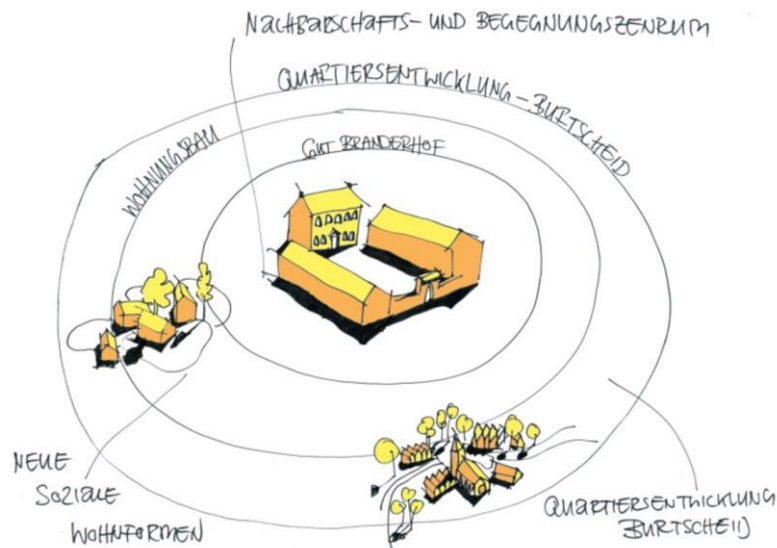 NACHBARSCHAFTS- UND BEGEGNUNGSZENRUM
QUARTIERSENTWICKLUNG - BURTSCHEID
WOHNUNGSBAU
GUT BRANDERHOF
NEUE
SOZIALE
WOHNFORMEN
QUARTIERSENTWICKLUNG
BURTSCHEID